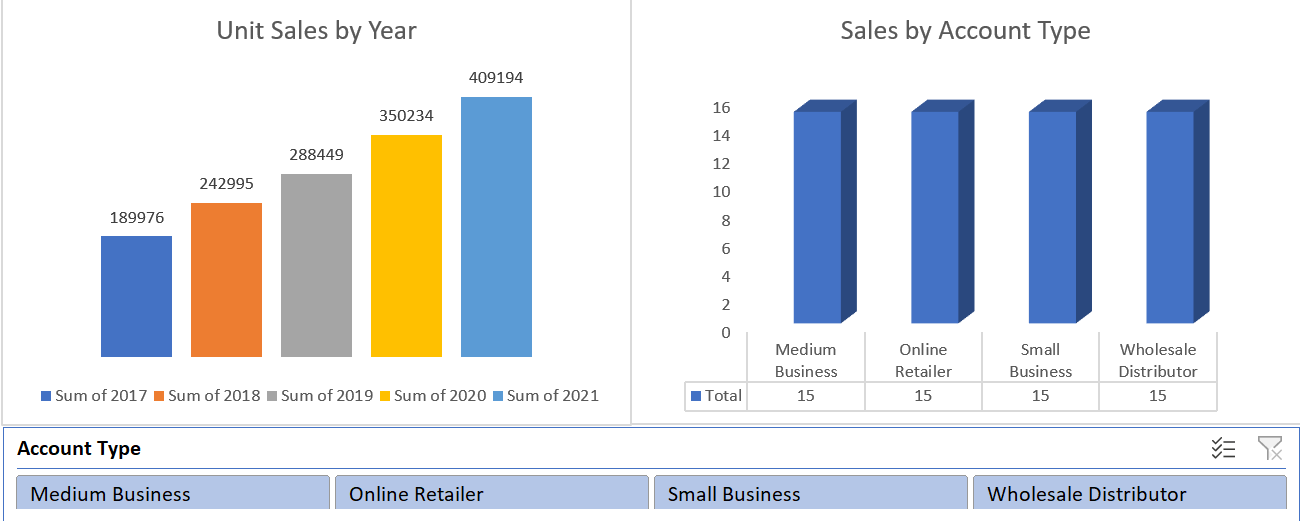 Unit Sales by Year
409194
350234
288449
242995
189976
Sum of 2017 Sum of 2018 Sum of 2019 Sum of 2020 Sum of 2021
Sales by Account Type
16
14
12
10
8
6
4
2
0
Medium Business Online Retailer Small Business Wholesale Distributor
Total 15 15 15 15
Account Type
Medium Business Online Retailer Small Business Wholesale Distributor